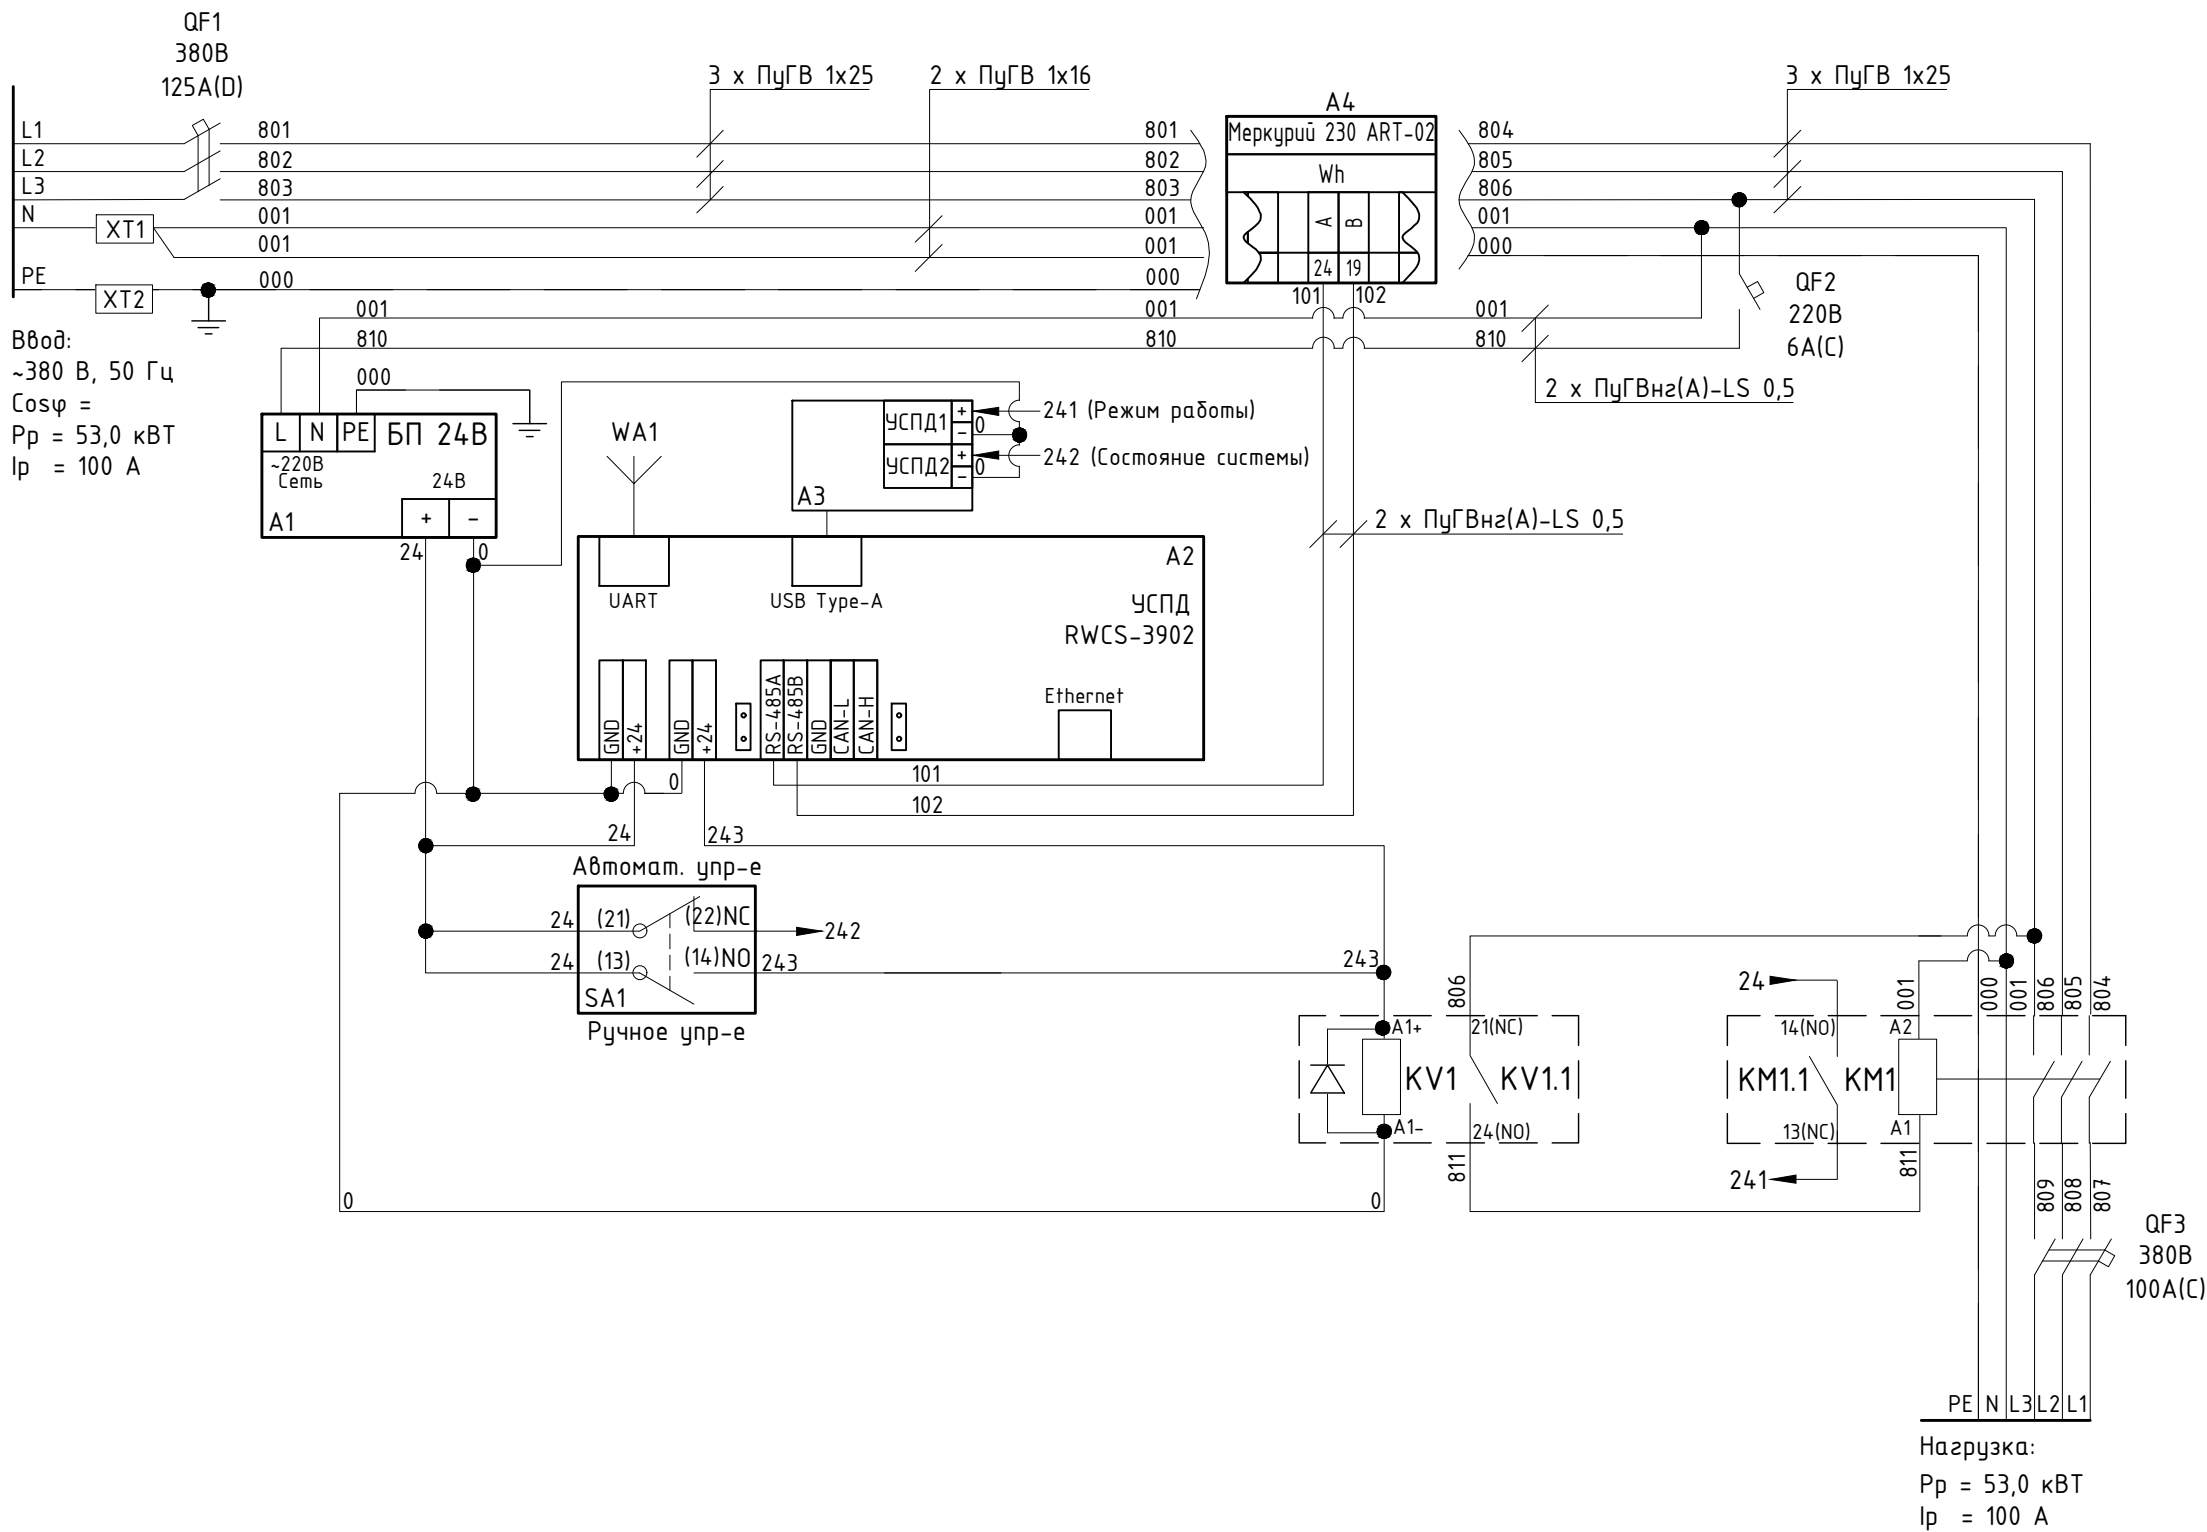 QF1
380В
125А(D)
3 х ПуГВ 1х25
2 х ПуГВ 1х16
3 х ПуГВ 1х25
А4
Меркурий 230 ART-02
Wh
A B
24 19
L1 801 801 804
L2 802 802 805
L3 803 803 806
N 001 001 001
XT1
001 001 000
PE 000 000
XT2
101 102
001 001 001
810 810 810
QF2
220В
6А(С)
2 х ПуГВнг(А)-LS 0,5
Ввод:
~380 В, 50 Гц
Cosφ =
Рр = 53,0 кВТ
Iр = 100 А
000
L N PE БП 24В
~220В
Сеть
24В
А1
+ -
24 0
WA1
УСПД1 + 0 241 (Режим работы)
-
УСПД2 + 0 242 (Состояние системы)
-
А3
2 х ПуГВнг(А)-LS 0,5
А2
УСПД
RWCS-3902
UART
USB Type-A
Ethernet
GND
+24
GND
+24
RS-485A
RS-485B
GND
CAN-L
CAN-H
0
101
102
24 243
Автомат. упр-е
24 (21) (22)NC 242
24 (13) (14)NO 243 243
SA1
Ручное упр-е
806
24
001
000
001
806
805
804
A1+ 21(NC) 14(NO) A2
KV1 KV1.1 KM1.1 KM1
A1- 24(NO) 13(NC) A1
811
241
811
809
808
807
0 0
QF3
380В
100А(С)
PE N L3 L2 L1
Нагрузка:
Рр = 53,0 кВТ
Iр = 100 А